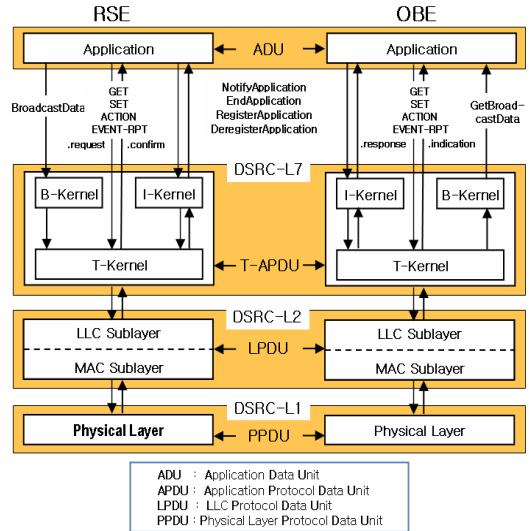 RSE
OBE
Application
ADU
Application
BroadcastData
GET
SET
ACTION
EVENT-RPT
.request
.confirm
NotifyApplication
EndApplication
RegisterApplication
DeregisterApplication
GET
SET
ACTION
EVENT-RPT
.response
.indication
GetBroad-
castData
DSRC-L7
B-Kernel
I-Kernel
I-Kernel
B-Kernel
T-Kernel
T-APDU
T-Kernel
DSRC-L2
LLC Sublayer
LPDU
LLC Sublayer
MAC Sublayer
MAC Sublayer
DSRC-L1
Physical Layer
PPDU
Physical Layer
ADU : Application Data Unit
APDU : Application Protocol Data Unit
LPDU : LLC Protocol Data Unit
PPDU : Physical Layer Protocol Data Unit